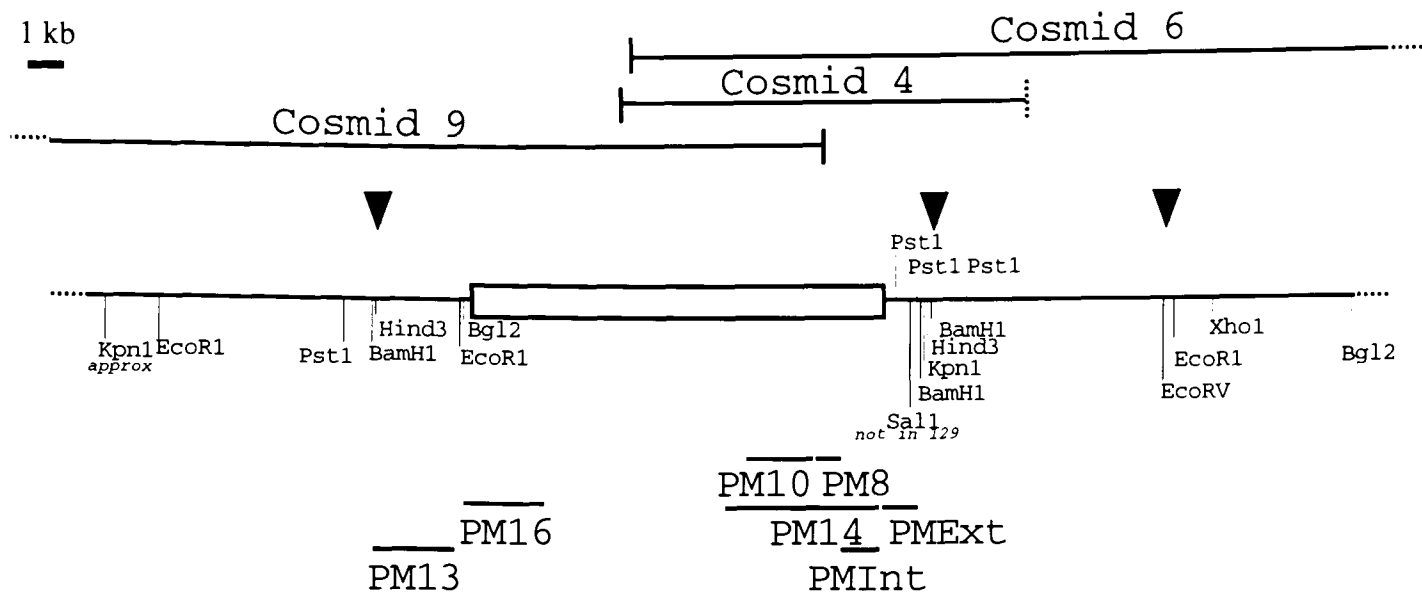 1 kb
Cosmid 6
Cosmid 4
Cosmid 9
Pst1
Pst1 Pst1
Hind3
Bgl2
BamH1
Xho1
Kpn1
EcoR1
Pst1
BamH1
EcoR1
Hind3
EcoR1
Bgl2
approx
Kpn1
BamH1
EcoRV
Sal1
not in 129
PM10
PM8
PM16
PM14
PMExt
PM13
PMInt